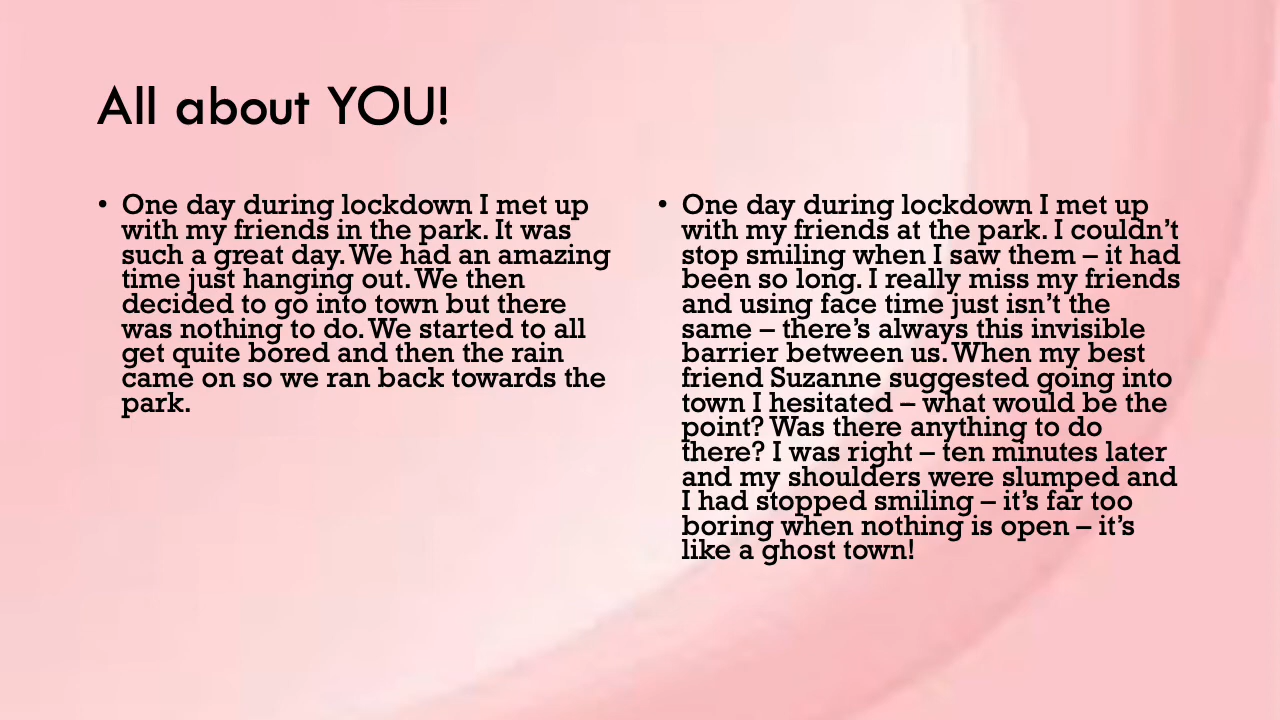 All about YOU!
• One day during lockdown I met up
with my friends in the park. It was
such a great day. We had an amazing
time just hanging out. We then
decided to go into town but there
was nothing to do. We started to all
get quite bored and then the rain
came on so we ran back towards the
park.
• One day during lockdown I met up
with my friends at the park. I couldn’t
stop smiling when I saw them – it had
been so long. I really miss my friends
and using face time just isn’t the
same – there’s always this invisible
barrier between us. When my best
friend Suzanne suggested going into
town I hesitated – what would be the
point? Was there anything to do
there? I was right – ten minutes later
and my shoulders were slumped and
I had stopped smiling – it’s far too
boring when nothing is open – it’s
like a ghost town!